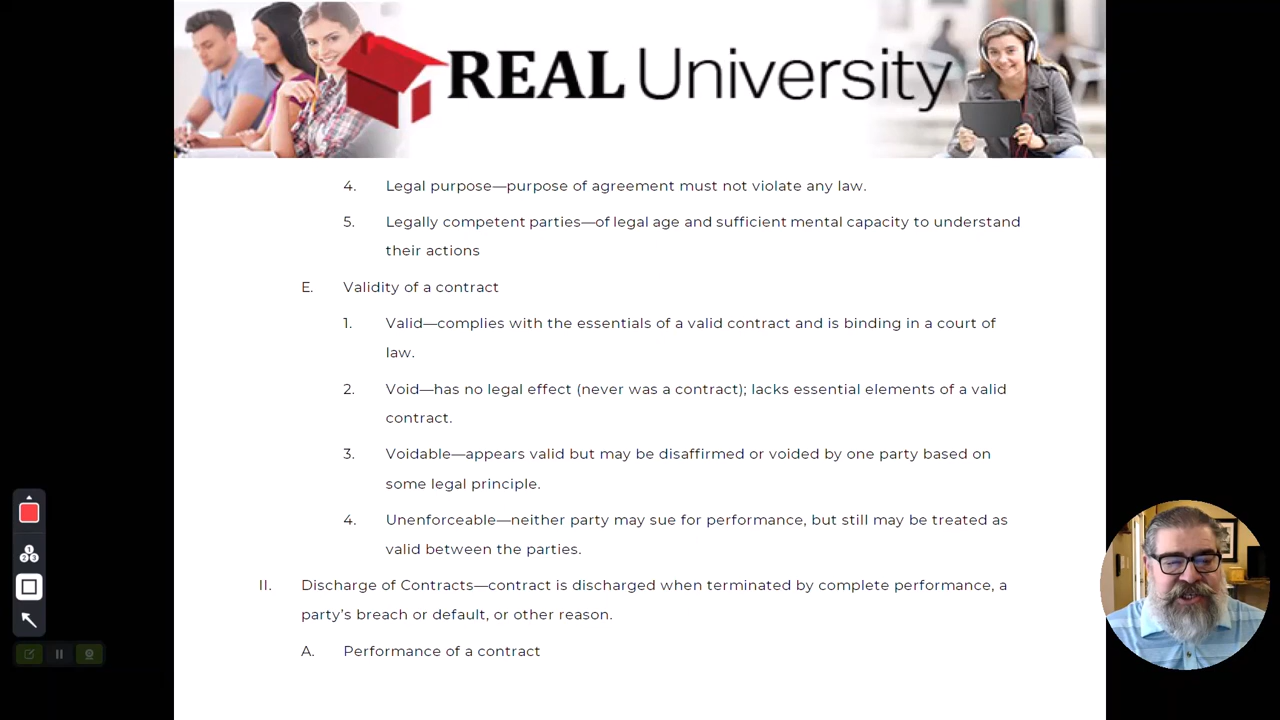 REAL University
4. Legal purpose—purpose of agreement must not violate any law.
5. Legally competent parties—of legal age and sufficient mental capacity to understand
their actions
E. Validity of a contract
1. Valid—complies with the essentials of a valid contract and is binding in a court of
law.
2. Void—has no legal effect (never was a contract); lacks essential elements of a valid
contract.
3. Voidable—appears valid but may be disaffirmed or voided by one party based on
some legal principle.
4. Unenforceable—neither party may sue for performance, but still may be treated as
valid between the parties.
II. Discharge of Contracts—contract is discharged when terminated by complete performance, a
party’s breach or default, or other reason.
A. Performance of a contract